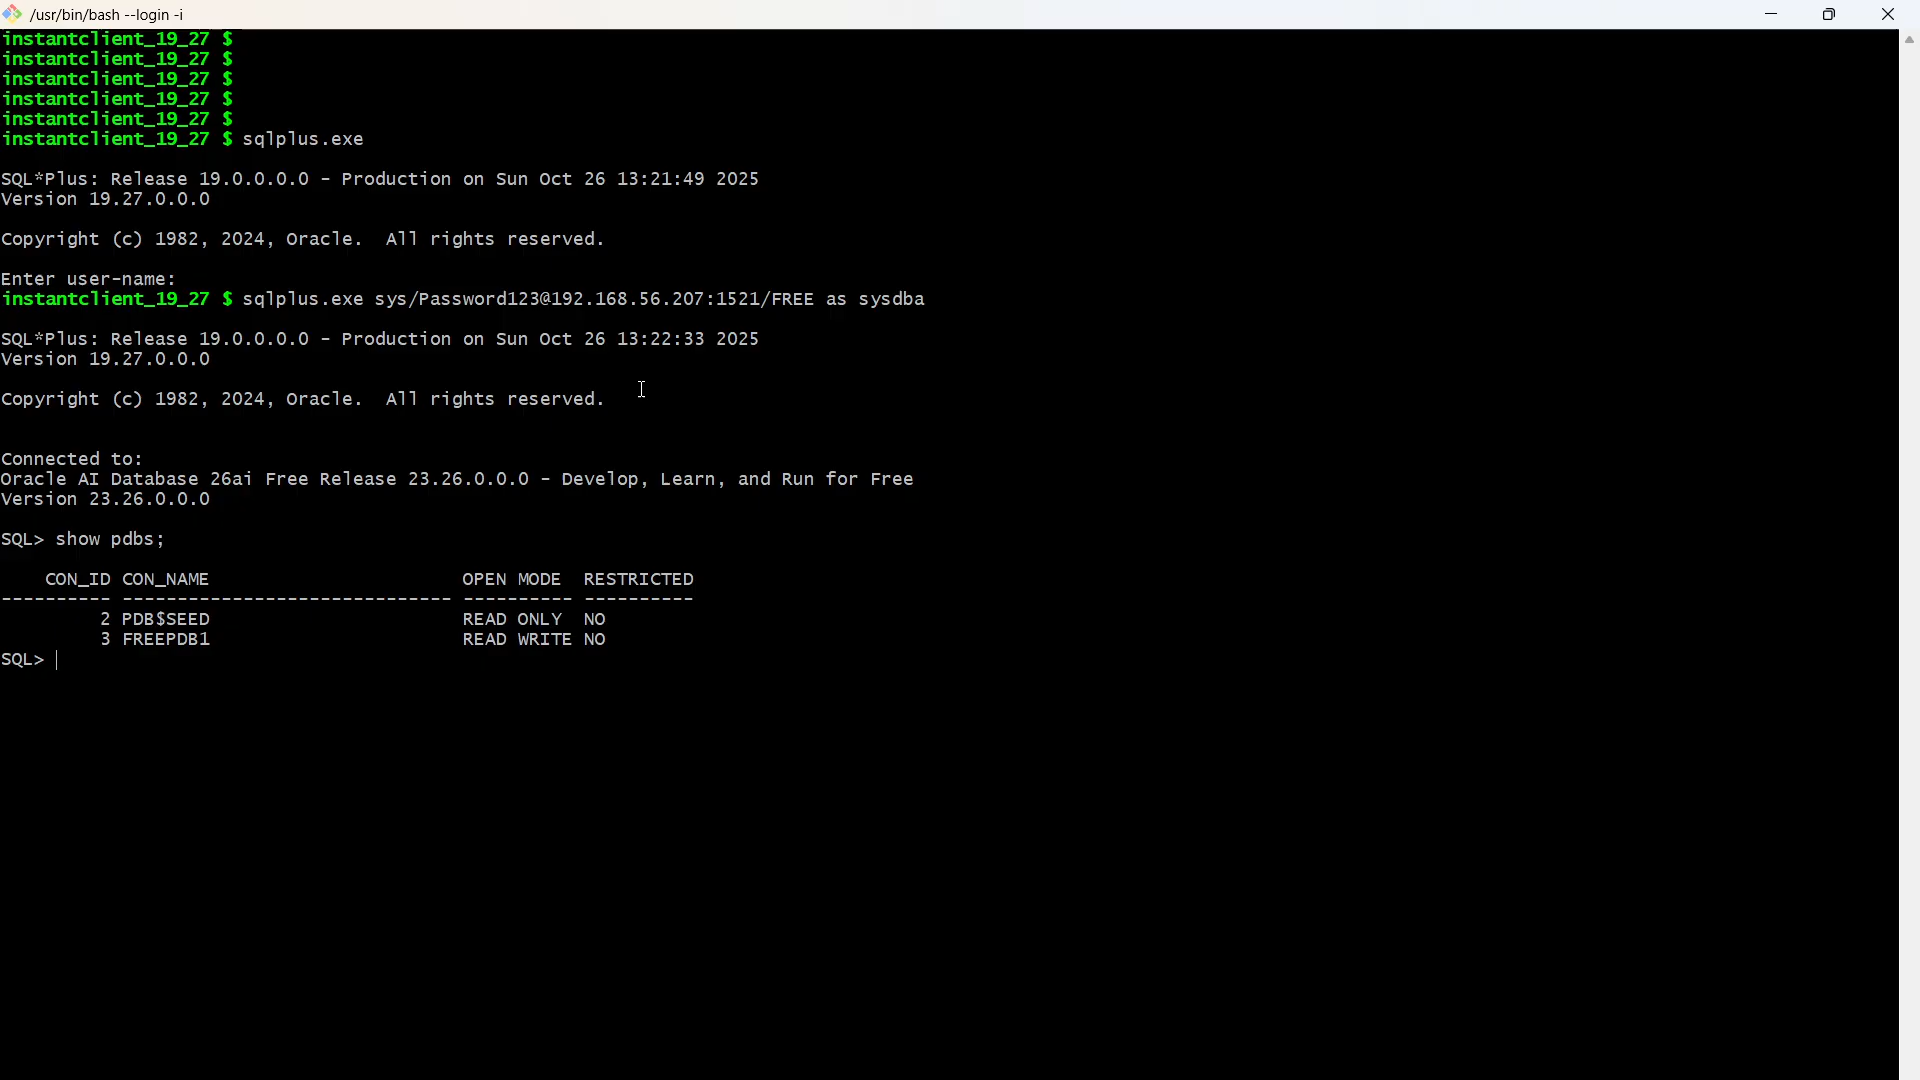 /usr/bin/bash --login -i
instantclient_19_27 $
instantclient_19_27 $
instantclient_19_27 $
instantclient_19_27 $
instantclient_19_27 $
instantclient_19_27 $ sqlplus.exe
SQL*Plus: Release 19.0.0.0.0 - Production on Sun Oct 26 13:21:49 2025
Version 19.27.0.0.0
Copyright (c) 1982, 2024, Oracle.  All rights reserved.
Enter user-name:
instantclient_19_27 $ sqlplus.exe sys/Password123@192.168.56.207:1521/FREE as sysdba
SQL*Plus: Release 19.0.0.0.0 - Production on Sun Oct 26 13:22:33 2025
Version 19.27.0.0.0
Copyright (c) 1982, 2024, Oracle.  All rights reserved.
Connected to:
Oracle AI Database 26ai Free Release 23.26.0.0.0 - Develop, Learn, and Run for Free
Version 23.26.0.0.0
SQL> show pdbs;
    CON_ID CON_NAME                       OPEN MODE  RESTRICTED
---------- ------------------------------ ---------- ----------
         2 PDB$SEED                       READ ONLY  NO
         3 FREEPDB1                       READ WRITE NO
SQL>